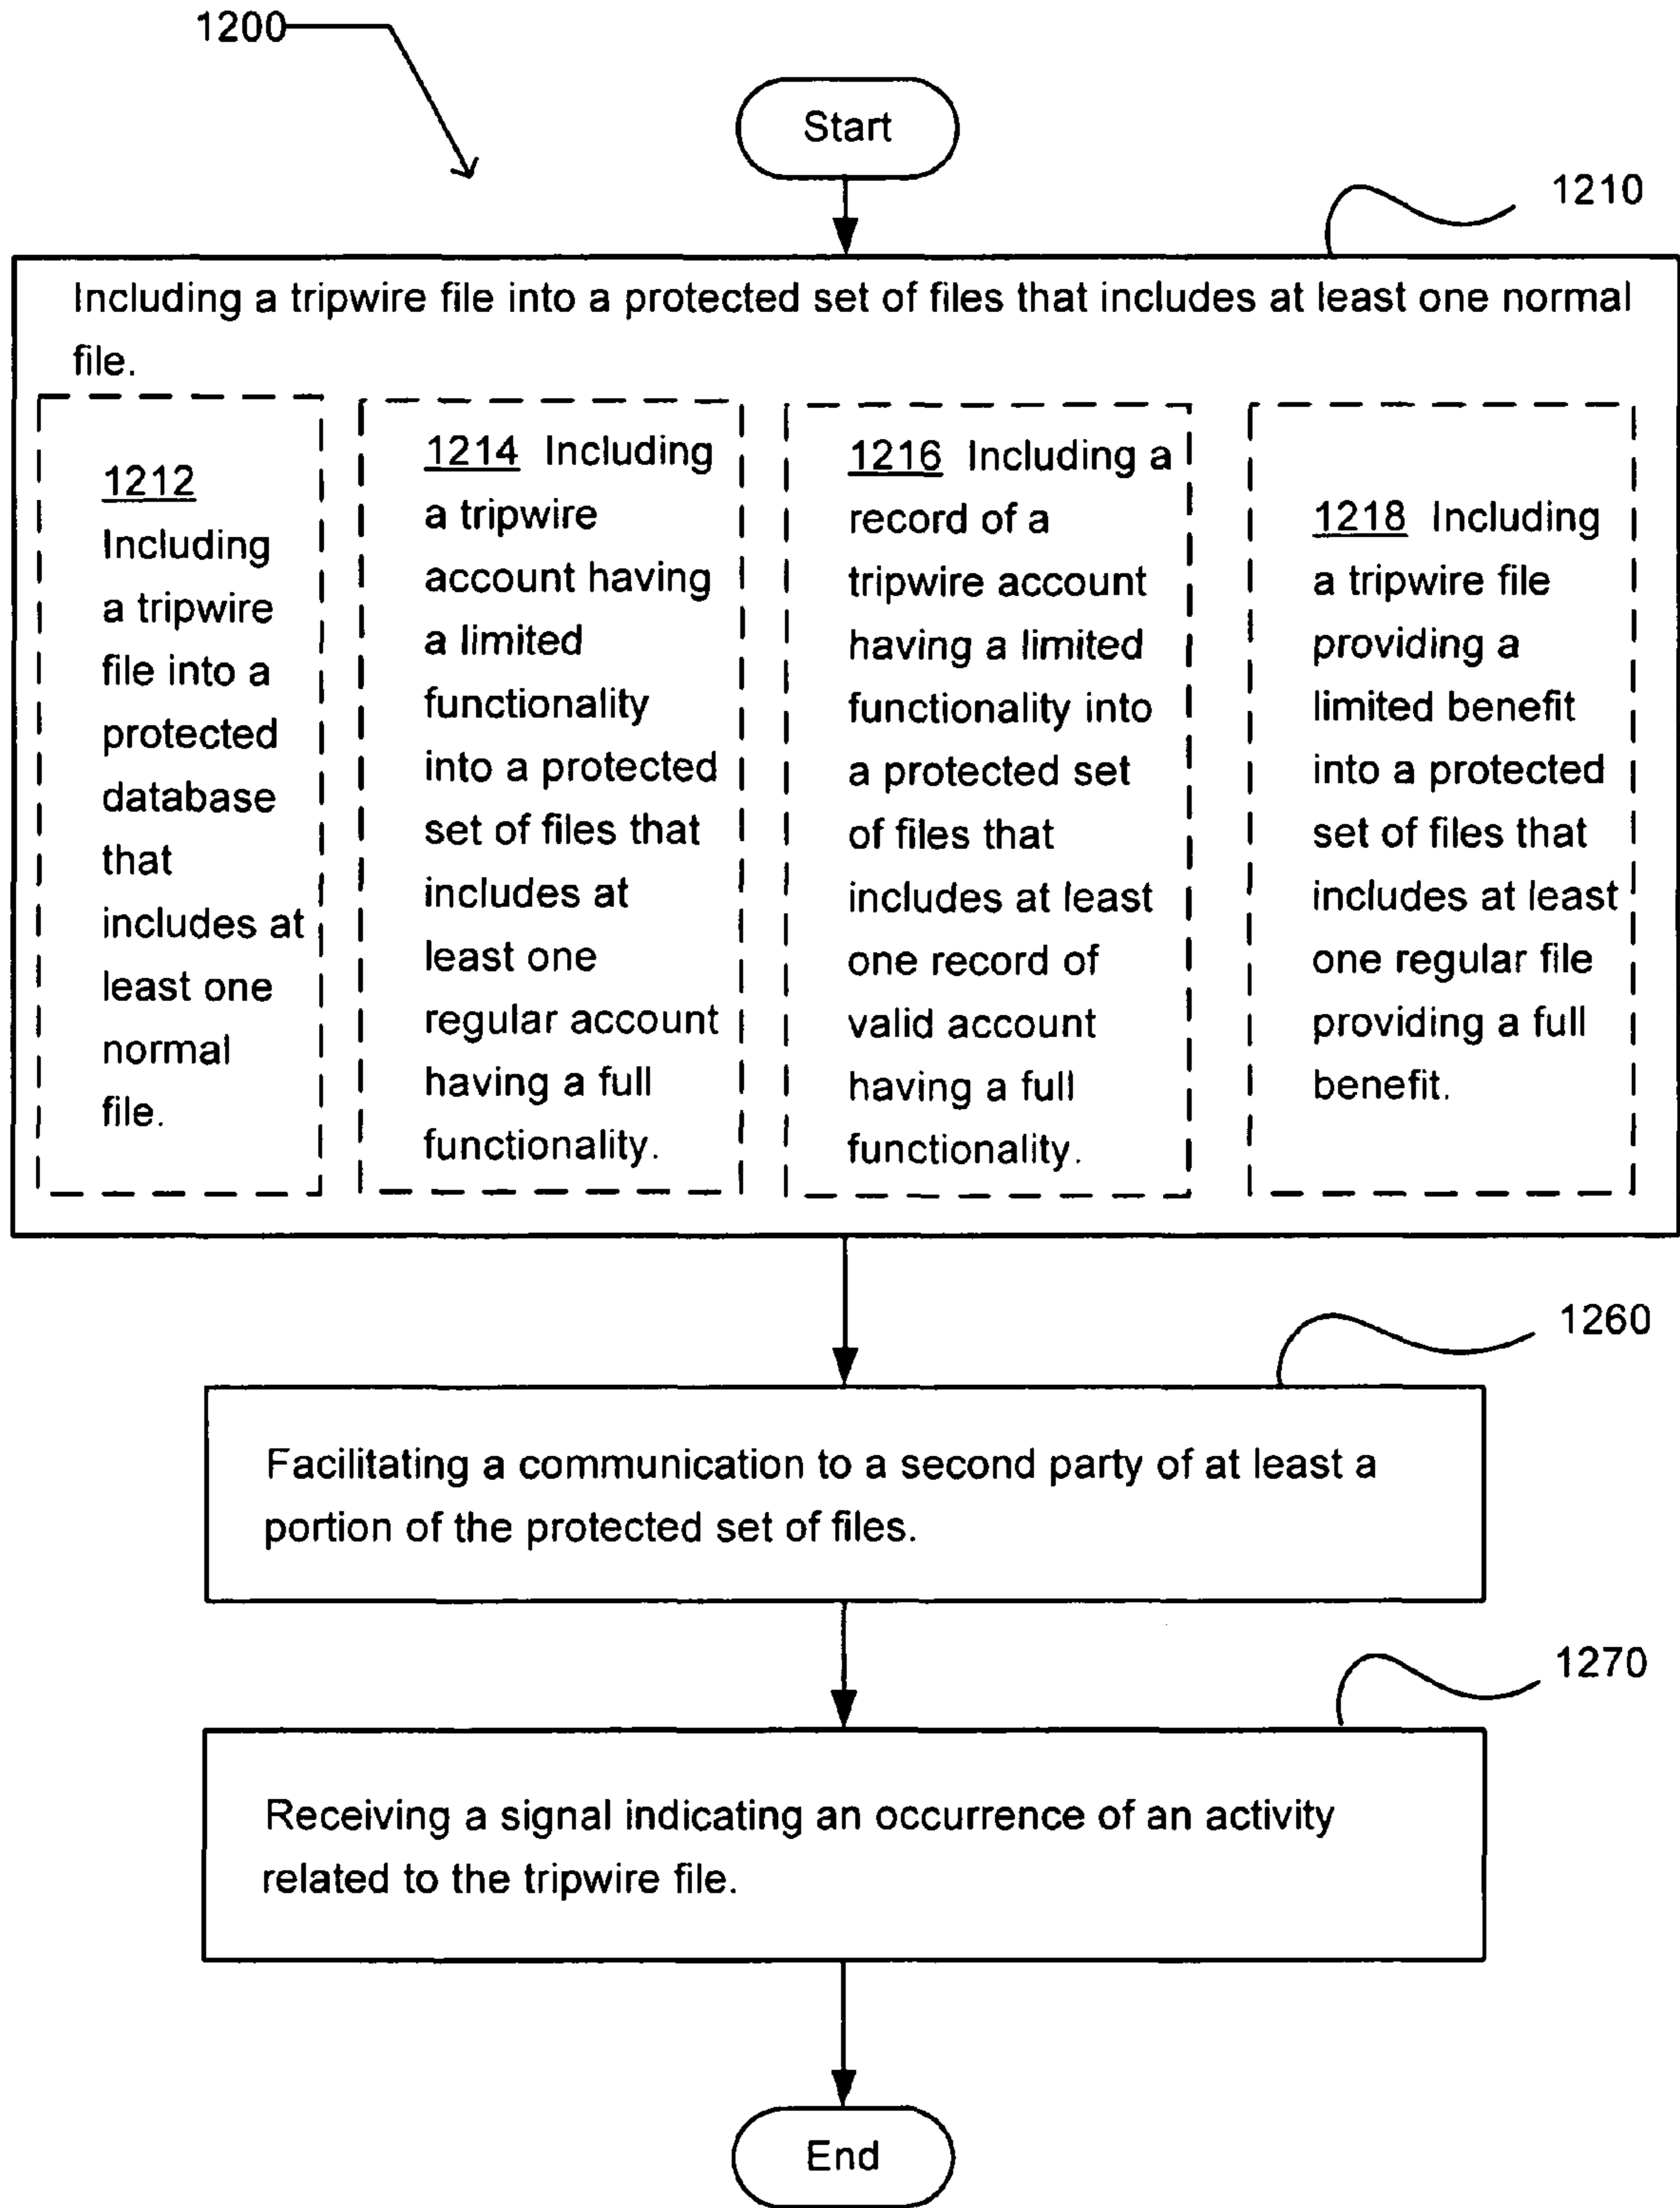 1200
Start
1210
Including a tripwire file into a protected set of files that includes at least one normal
file.
1212
Including
a tripwire
file into a
protected
database
that
includes at
least one
normal
file.
1214 Including
a tripwire
account having
a limited
functionality
into a protected
set of files that
includes at
least one
regular account
having a full
functionality.
1216 Including a
record of a
tripwire account
having a limited
functionality into
a protected set
of files that
includes at least
one record of
valid account
having a full
functionality.
1218 Including
a tripwire file
providing a
limited benefit
into a protected
set of files that
includes at least
one regular file
providing a full
benefit.
1260
Facilitating a communication to a second party of at least a
portion of the protected set of files.
1270
Receiving a signal indicating an occurrence of an activity
related to the tripwire file.
End